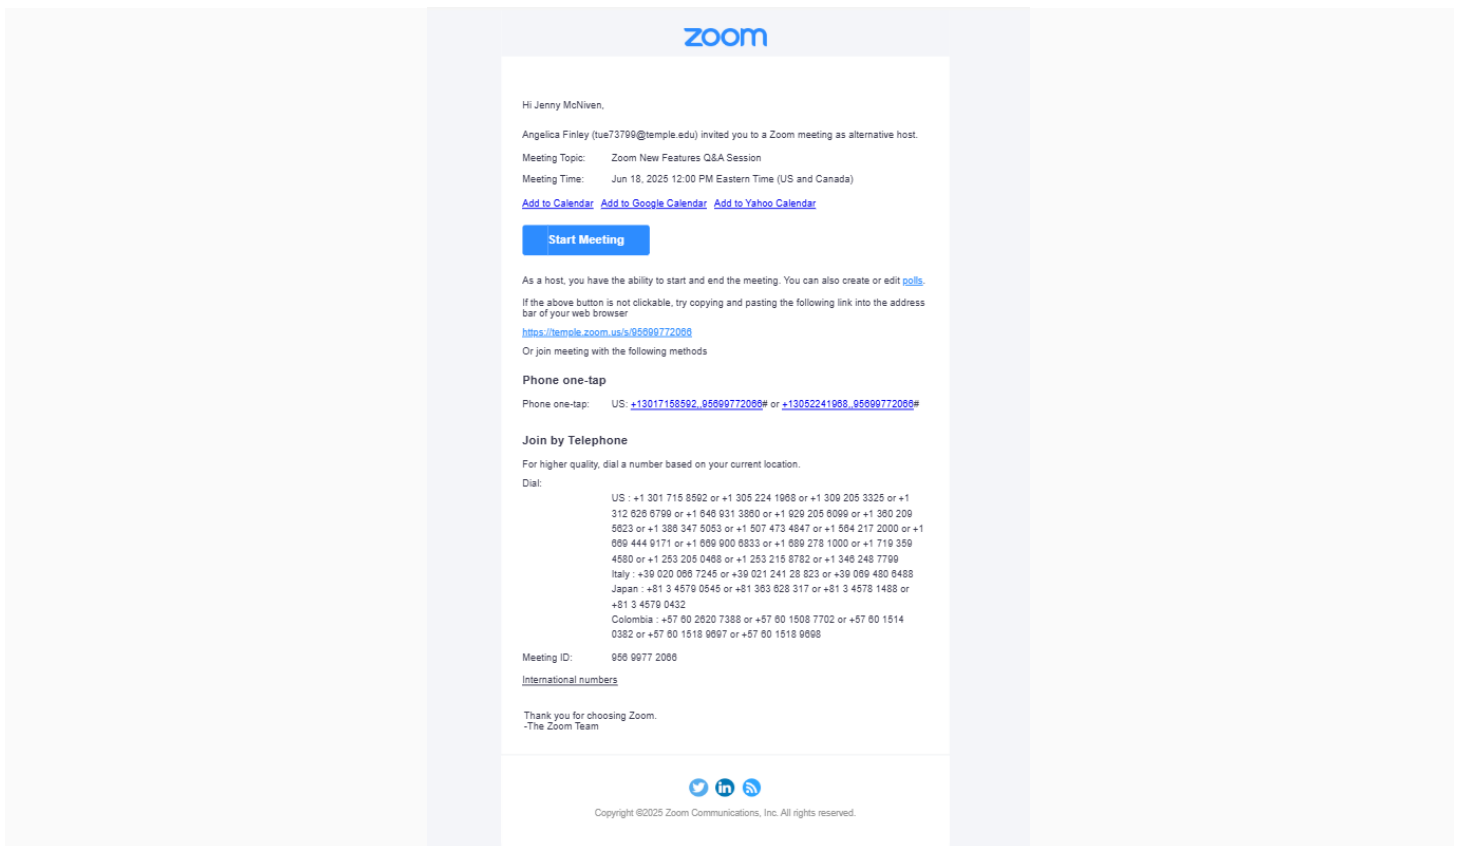 zoom
Hi Jenny McNiven,
Angelica Finley (tue73799@temple.edu) invited you to a Zoom meeting as alternative host.
Meeting Topic: Zoom New Features Q&A Session
Meeting Time: Jun 18, 2025 12:00 PM Eastern Time (US and Canada)
Add to Calendar Add to Google Calendar Add to Yahoo Calendar
Start Meeting
As a host, you have the ability to start and end the meeting. You can also create or edit polls.
If the above button is not clickable, try copying and pasting the following link into the address
bar of your web browser
https://temple.zoom.us/s/95699772066
Or join meeting with the following methods
Phone one-tap
Phone one-tap: US: +13017158592,,95699772066# or +13052241968,,95699772066#
Join by Telephone
For higher quality, dial a number based on your current location.
Dial:
US : +1 301 715 8592 or +1 305 224 1968 or +1 309 205 3325 or +1
312 626 6799 or +1 646 931 3860 or +1 929 205 6099 or +1 360 209
5623 or +1 386 347 5053 or +1 507 473 4847 or +1 564 217 2000 or +1
669 444 9171 or +1 669 900 6833 or +1 689 278 1000 or +1 719 359
4580 or +1 253 205 0468 or +1 253 215 8782 or +1 346 248 7799
Italy : +39 020 066 7245 or +39 021 241 28 823 or +39 069 480 6488
Japan : +81 3 4579 0545 or +81 363 628 317 or +81 3 4578 1488 or
+81 3 4579 0432
Colombia : +57 60 2620 7388 or +57 60 1508 7702 or +57 60 1514
0382 or +57 60 1518 9697 or +57 60 1518 9698
Meeting ID: 956 9977 2066
International numbers
Thank you for choosing Zoom.
-The Zoom Team
in
Copyright ©2025 Zoom Communications, Inc. All rights reserved.